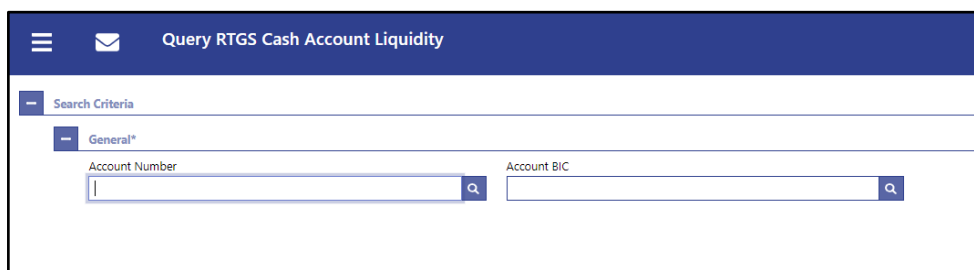 Query RTGS Cash Account Liquidity
Search Criteria
General*
Account Number
Account BIC